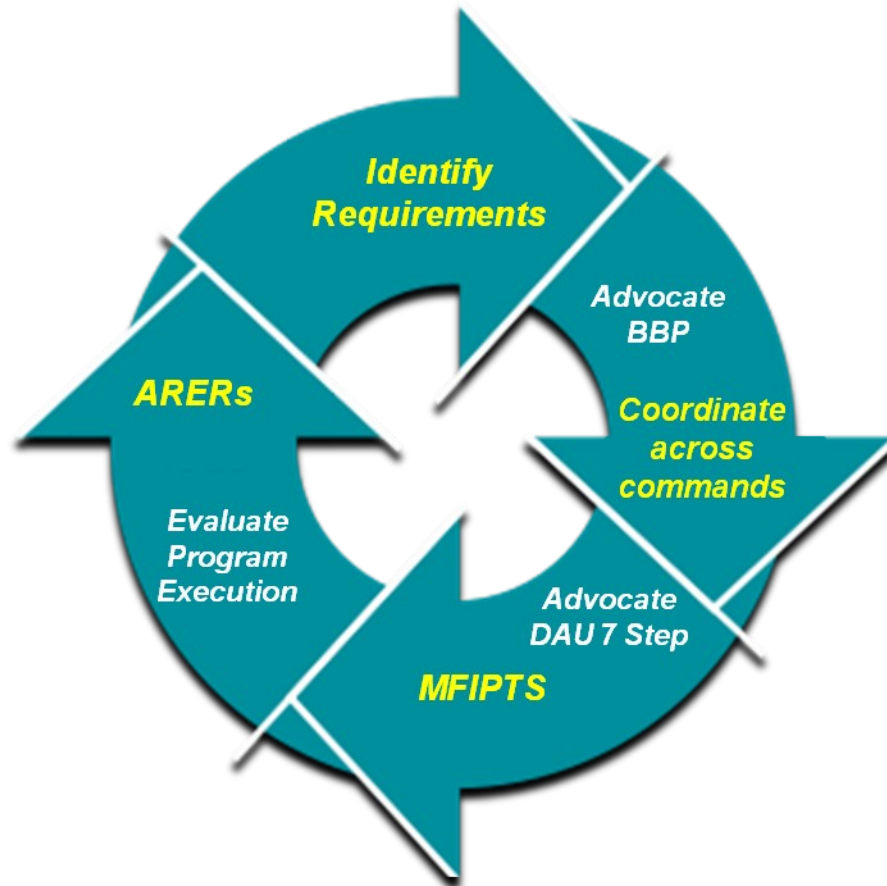 Identify
Requirements
Advocate
BBP
Coordinate
across
commands
Advocate
DAU 7 Step
MFIPTS
Evaluate
Program
Execution
ARERs